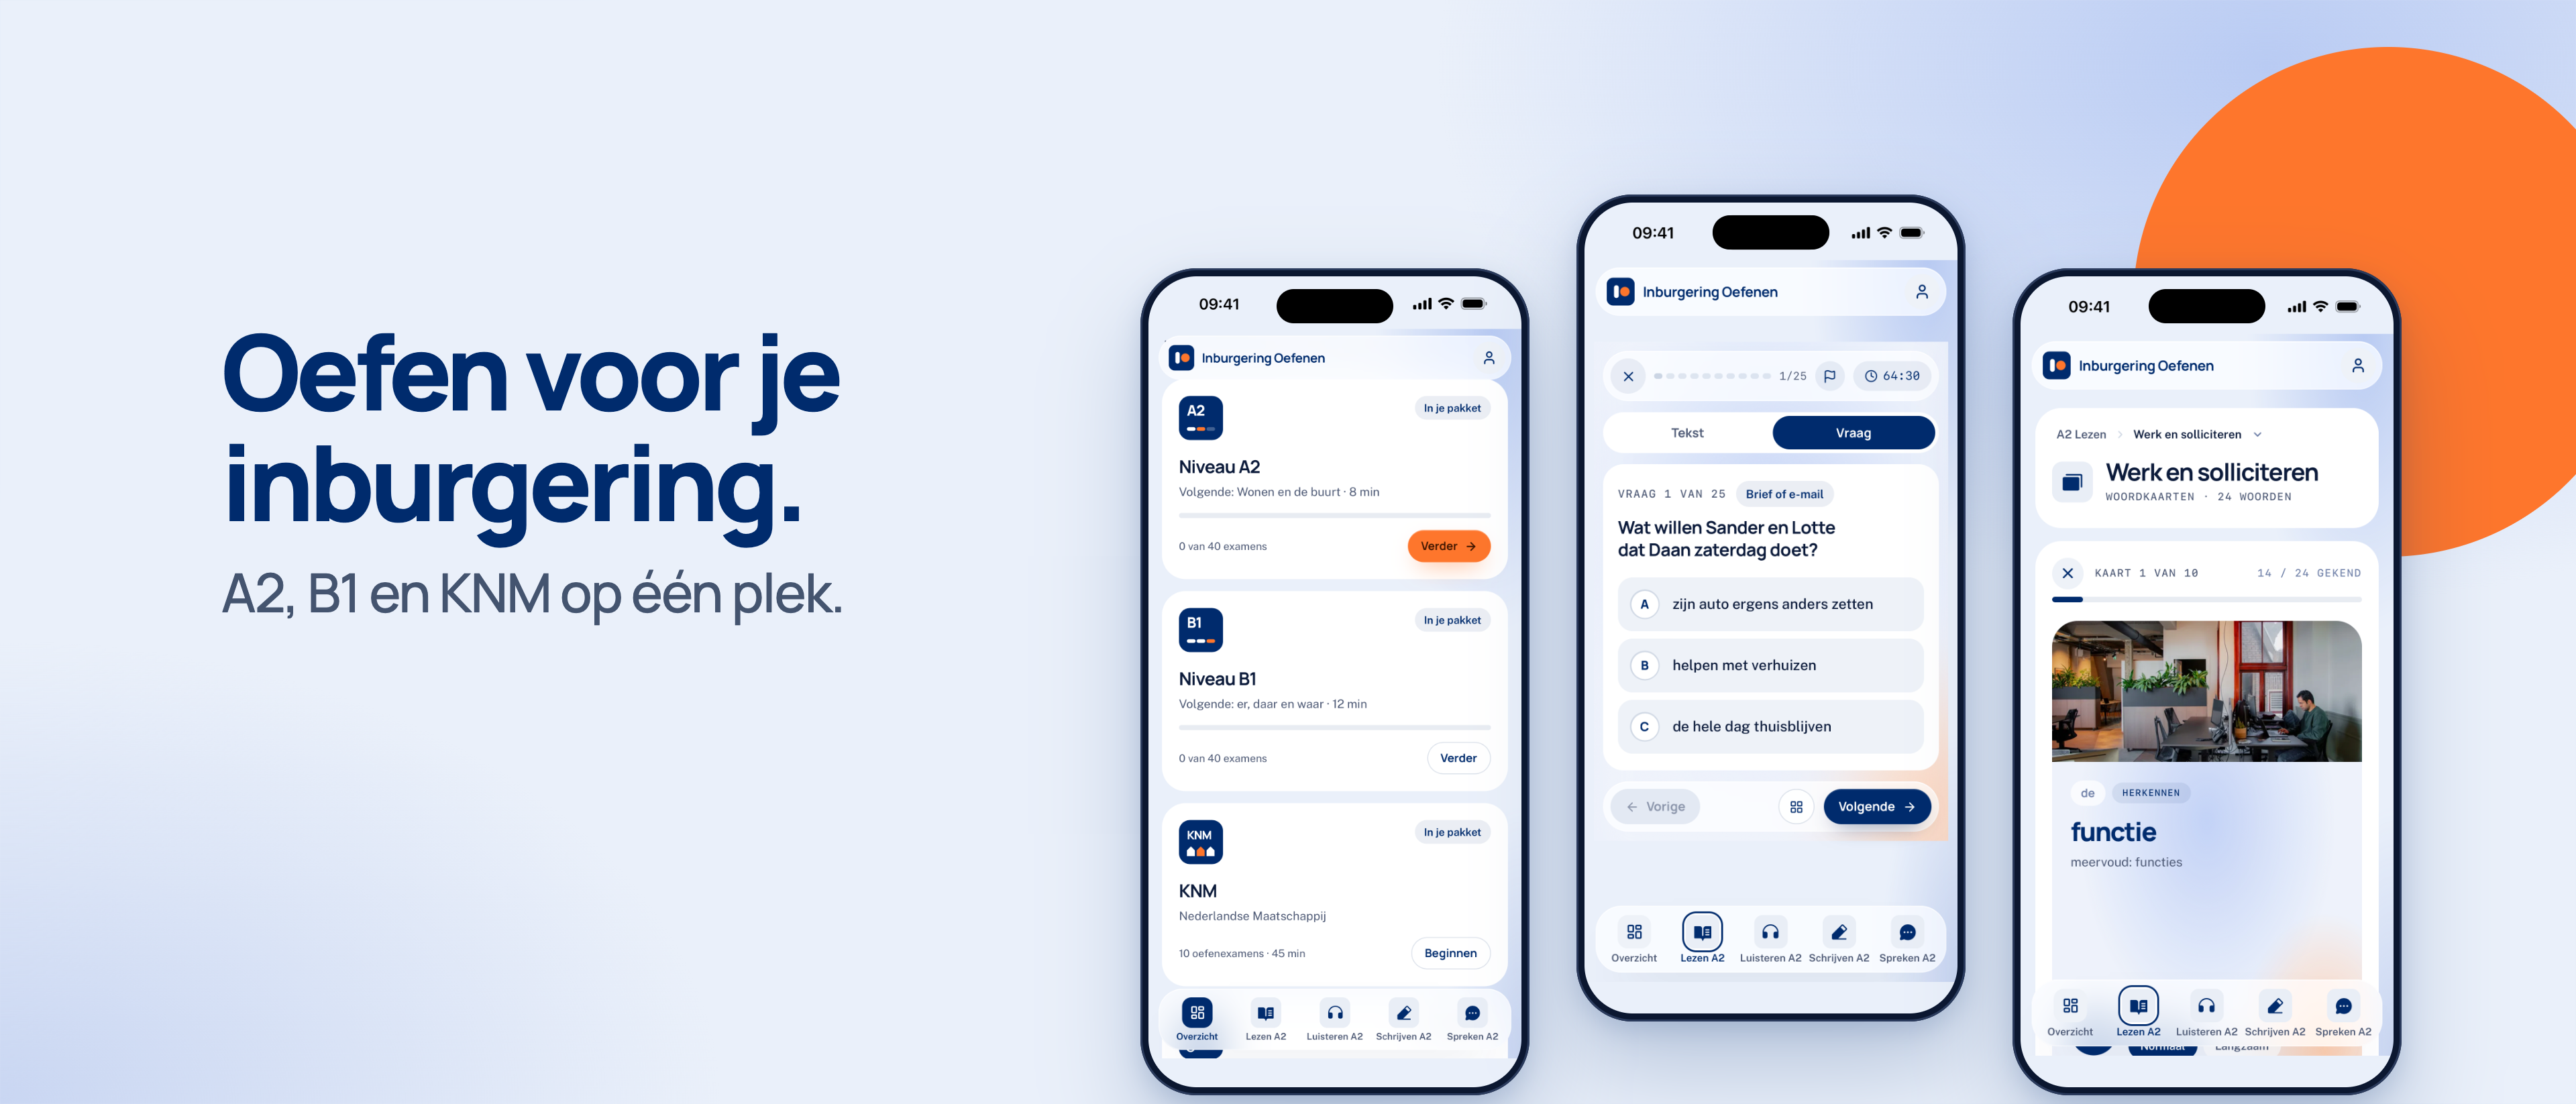 Oefen voor je
inburgering.
A2, B1 en KNM op één plek.
09:41
Inburgering Oefenen
A2
In je pakket
Niveau A2
Volgende: Wonen en de buurt · 8 min
0 van 40 examens
Verder →
B1
In je pakket
Niveau B1
Volgende: er, daar en waar · 12 min
0 van 40 examens
Verder
KNM
In je pakket
KNM
Nederlandse Maatschappij
10 oefenexamens · 45 min
Beginnen
Overzicht
Lezen A2
Luisteren A2
Schrijven A2
Spreken A2
09:41
Inburgering Oefenen
1/25
64:30
Tekst
Vraag
VRAAG 1 VAN 25
Brief of e-mail
Wat willen Sander en Lotte
dat Daan zaterdag doet?
A zijn auto ergens anders zetten
B helpen met verhuizen
C de hele dag thuisblijven
← Vorige
Volgende →
Overzicht
Lezen A2
Luisteren A2
Schrijven A2
Spreken A2
09:41
Inburgering Oefenen
A2 Lezen > Werk en solliciteren
Werk en solliciteren
WOORDKAARTEN · 24 WOORDEN
KAART 1 VAN 10
14 / 24 GEKEND
de
HERKENNEN
functie
meervoud: functies
Overzicht
Lezen A2
Luisteren A2
Schrijven A2
Spreken A2
Normaal
Langzaam